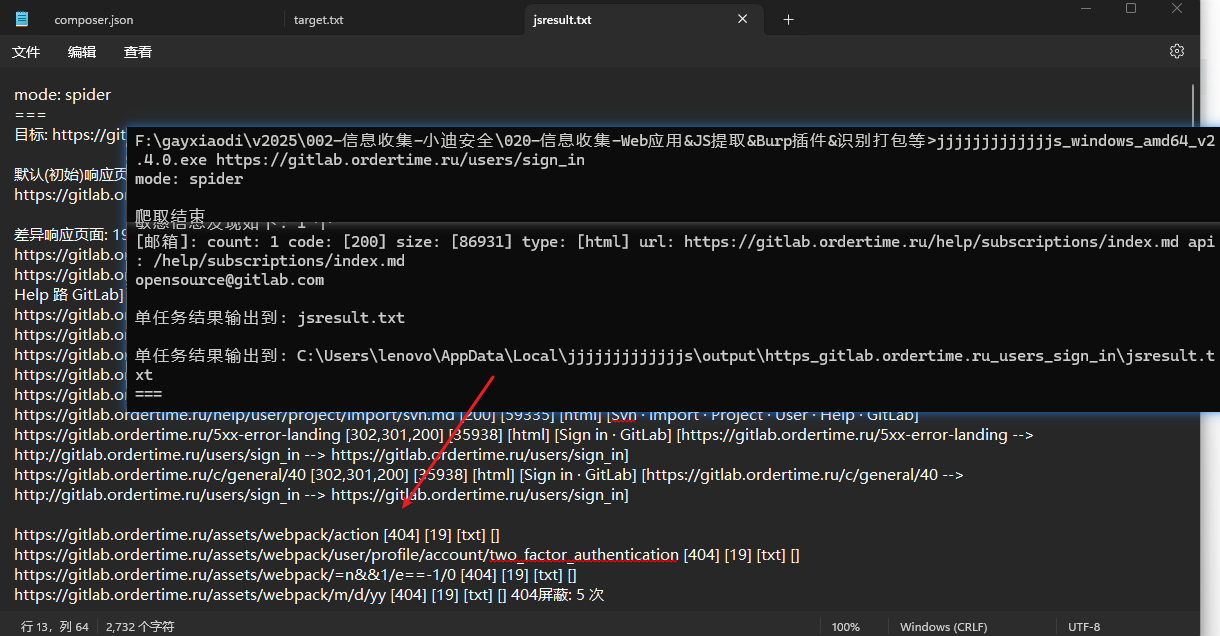 composer.json
target.txt
jsresult.txt
文件
编辑
查看
mode: spider
===
目标: https://git
F:\gayxiaodi\v2025\002-信息收集-小迪安全\020-信息收集-Web应用&JS提取&Burp插件&识别打包等>jjjjjjjjjjjjjs_windows_amd64_v2
.4.0.exe https://gitlab.ordertime.ru/users/sign_in
mode: spider
爬取结束
默认(初始)响应页
https://gitlab.o
差异响应页面: 19
https://gitlab.o
https://gitlab.o
Help 路 GitLab]
https://gitlab.o
https://gitlab.o
https://gitlab.o
https://gitlab.o
https://gitlab.o
敏感信息发现如下: 1 个
[邮箱]: count: 1 code: [200] size: [86931] type: [html] url: https://gitlab.ordertime.ru/help/subscriptions/index.md api
: /help/subscriptions/index.md
opensource@gitlab.com
单任务结果输出到: jsresult.txt
单任务结果输出到: C:\Users\lenovo\AppData\Local\jjjjjjjjjjjjjs\output\https_gitlab.ordertime.ru_users_sign_in\jsresult.t
xt
===
https://gitlab.ordertime.ru/help/user/project/import/svn.md [200] [59335] [html] [Svn · Import · Project · User · Help · GitLab]
https://gitlab.ordertime.ru/5xx-error-landing [302,301,200] [35938] [html] [Sign in · GitLab] [https://gitlab.ordertime.ru/5xx-error-landing -->
http://gitlab.ordertime.ru/users/sign_in --> https://gitlab.ordertime.ru/users/sign_in]
https://gitlab.ordertime.ru/c/general/40 [302,301,200] [35938] [html] [Sign in · GitLab] [https://gitlab.ordertime.ru/c/general/40 -->
http://gitlab.ordertime.ru/users/sign_in --> https://gitlab.ordertime.ru/users/sign_in]
https://gitlab.ordertime.ru/assets/webpack/action [404] [19] [txt] []
https://gitlab.ordertime.ru/assets/webpack/user/profile/account/two_factor_authentication [404] [19] [txt] []
https://gitlab.ordertime.ru/assets/webpack/=n&&1/e==-1/0 [404] [19] [txt] []
https://gitlab.ordertime.ru/assets/webpack/m/d/yy [404] [19] [txt] [] 404屏蔽: 5 次
行 13，列 64
2,732 个字符
100%
Windows (CRLF)
UTF-8